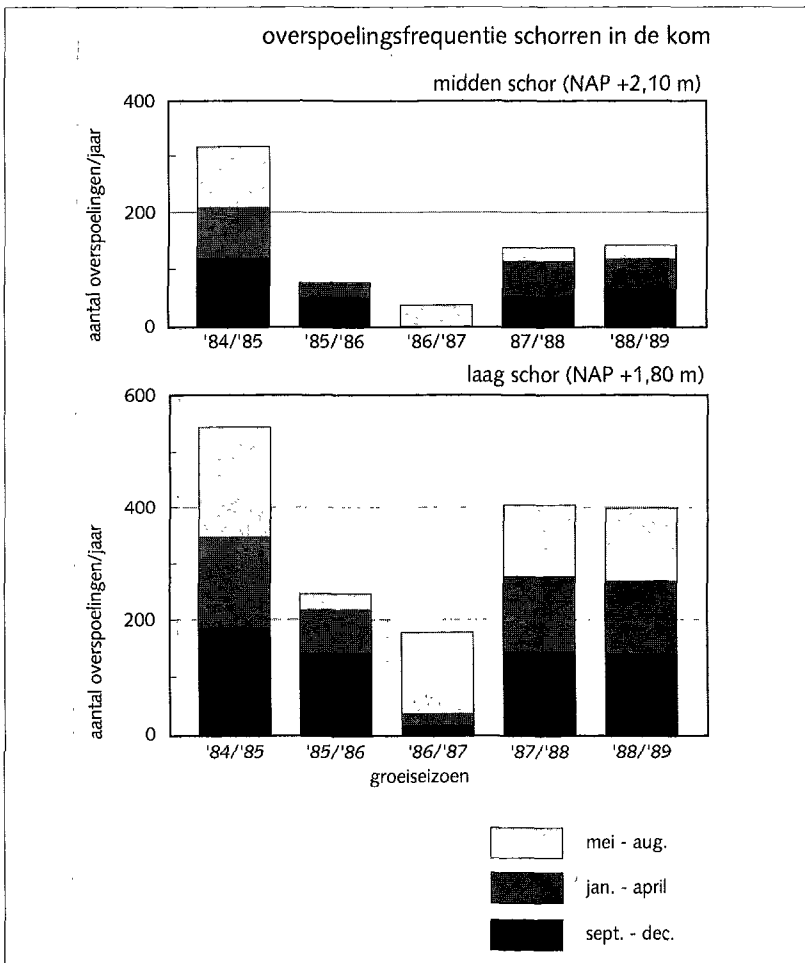 overspoelingsfrequentie schorren in de kom
midden schor (NAP +2,10 m)
400
200
0
aantal overspoelingen/jaar
'84/'85
'85/'86
'86/'87
87/'88
'88/'89
laag schor (NAP +1,80 m)
600
400
200
0
aantal overspoelingen/jaar
'84/'85
'85/'86
'86/'87
'87/'88
'88/'89
groeiseizoen
mei - aug.
jan. - april
sept. - dec.